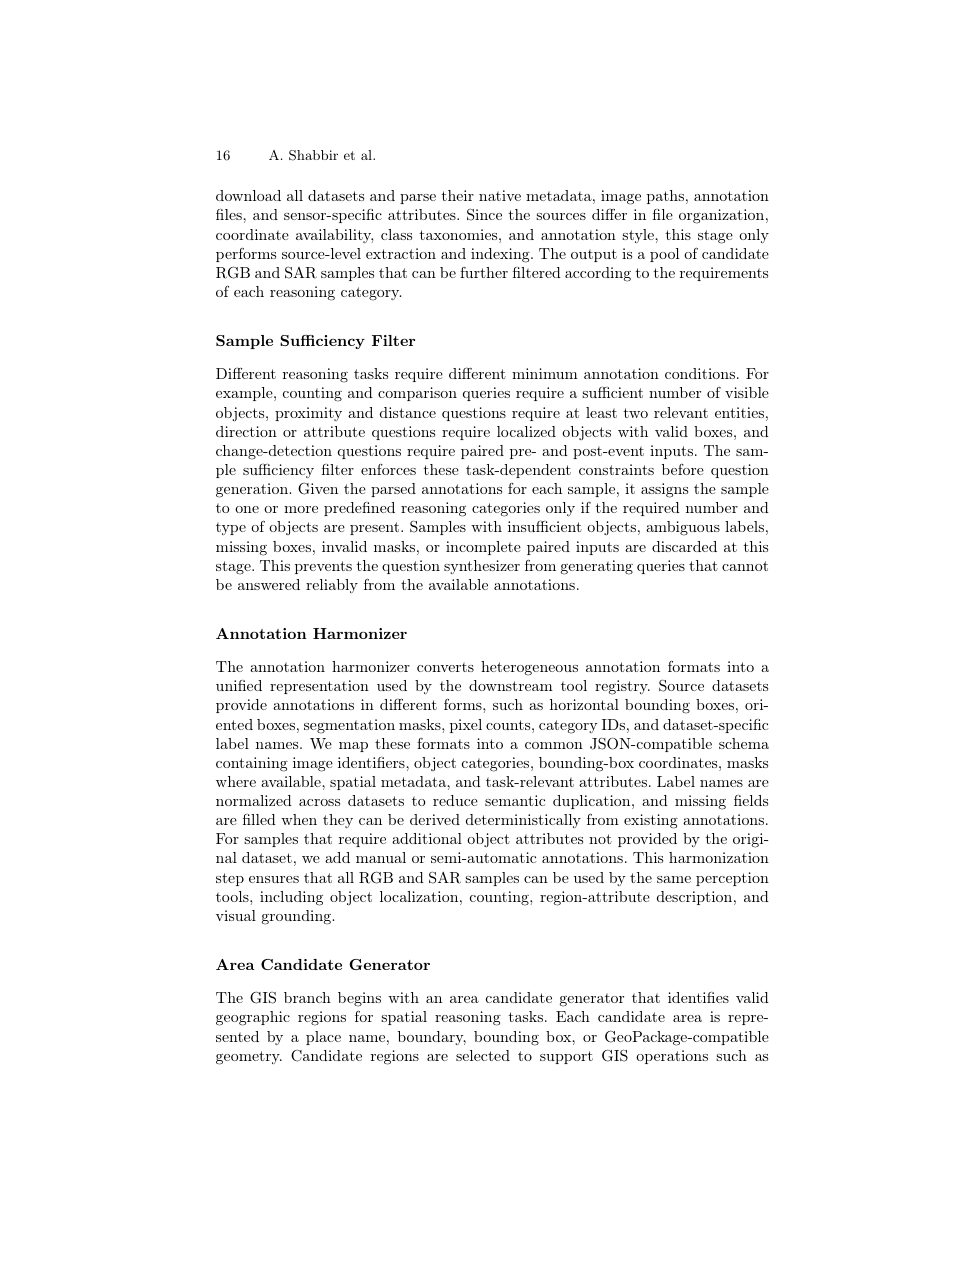 16 A. Shabbir et al.
download all datasets and parse their native metadata, image paths, annotation
files, and sensor-specific attributes. Since the sources differ in file organization,
coordinate availability, class taxonomies, and annotation style, this stage only
performs source-level extraction and indexing. The output is a pool of candidate
RGB and SAR samples that can be further filtered according to the requirements
of each reasoning category.
Sample Sufficiency Filter
Different reasoning tasks require different minimum annotation conditions. For
example, counting and comparison queries require a sufficient number of visible
objects, proximity and distance questions require at least two relevant entities,
direction or attribute questions require localized objects with valid boxes, and
change-detection questions require paired pre- and post-event inputs. The sam-
ple sufficiency filter enforces these task-dependent constraints before question
generation. Given the parsed annotations for each sample, it assigns the sample
to one or more predefined reasoning categories only if the required number and
type of objects are present. Samples with insufficient objects, ambiguous labels,
missing boxes, invalid masks, or incomplete paired inputs are discarded at this
stage. This prevents the question synthesizer from generating queries that cannot
be answered reliably from the available annotations.
Annotation Harmonizer
The annotation harmonizer converts heterogeneous annotation formats into a
unified representation used by the downstream tool registry. Source datasets
provide annotations in different forms, such as horizontal bounding boxes, ori-
ented boxes, segmentation masks, pixel counts, category IDs, and dataset-specific
label names. We map these formats into a common JSON-compatible schema
containing image identifiers, object categories, bounding-box coordinates, masks
where available, spatial metadata, and task-relevant attributes. Label names are
normalized across datasets to reduce semantic duplication, and missing fields
are filled when they can be derived deterministically from existing annotations.
For samples that require additional object attributes not provided by the origi-
nal dataset, we add manual or semi-automatic annotations. This harmonization
step ensures that all RGB and SAR samples can be used by the same perception
tools, including object localization, counting, region-attribute description, and
visual grounding.
Area Candidate Generator
The GIS branch begins with an area candidate generator that identifies valid
geographic regions for spatial reasoning tasks. Each candidate area is repre-
sented by a place name, boundary, bounding box, or GeoPackage-compatible
geometry. Candidate regions are selected to support GIS operations such as